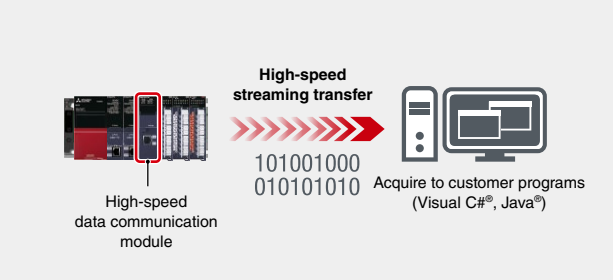 High-speed
streaming transfer
101001000
010101010
High-speed
data communication
module
Acquire to customer programs
(Visual C#®, Java®)